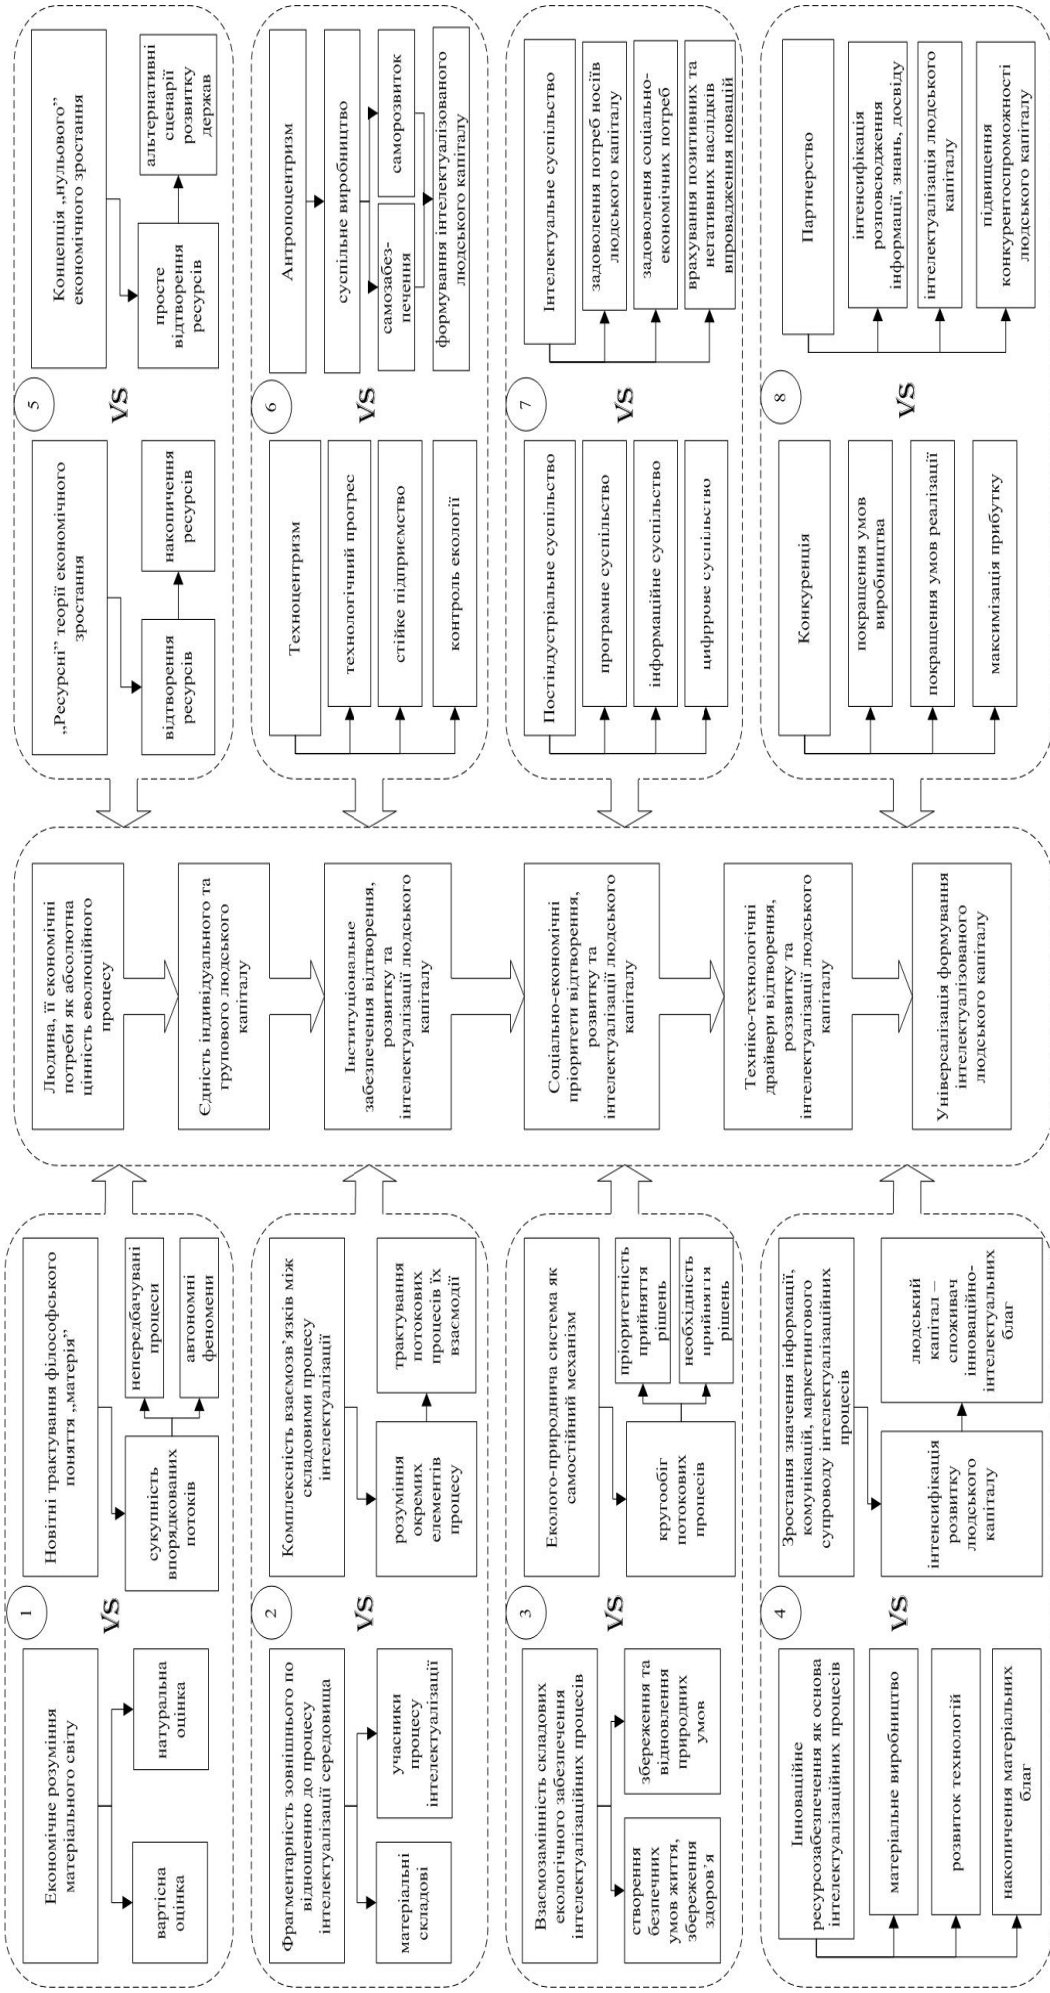 1
Економічне розуміння
матеріального світу
вартісна
оцінка
натуральна
оцінка
VS
Новітні трактування філософського
поняття „матерія”
сукупність
впорядкованих
потоків
непередбачувані
процеси
автономні
феномени
2
Фрагментарність зовнішнього по
відношенню до процесу
інтелектуалізації середовища
матеріальні
складові
учасники
процесу
інтелектуалізації
VS
Комплексність взаємозв’язків між
складовими процесу
інтелектуалізації
розуміння
окремих
елементів
процесу
трактування
потокових
процесів їх
взаємодії
3
Взаємозамінність складових
екологічного забезпечення
інтелектуалізаційних процесів
створення
безпечних
умов життя,
збереження
здоров’я
збереження та
відновлення
природних
умов
VS
Еколого-природнича система як
самостійний механізм
кругообіг
потокових
процесів
пріоритетність
прийняття
рішень
необхідність
прийняття
рішень
4
Інноваційне
ресурсозабезпечення як основа
інтелектуалізаційних процесів
матеріальне виробництво
розвиток технологій
накопичення матеріальних
благ
VS
Зростання значення інформації,
комунікацій, маркетингового
супроводу інтелектуалізаційних
процесів
інтенсифікація
розвитку
людського
капіталу
людський
капітал –
споживач
інноваційно-
інтелектуальних
благ
Людина, її економічні
потреби як абсолютна
цінність еволюційного
процесу
Єдність індивідуального та
групового людського
капіталу
Інституціональне
забезпечення відтворення,
розвитку та
інтелектуалізації людського
капіталу
Соціально-економічні
пріоритети відтворення,
розвитку та
інтелектуалізації людського
капіталу
Техніко-технологічні
драйвери відтворення,
роззвитку та
інтелектуалізації людського
капіталу
Універсалізація формування
інтелектуалізованого
людського капіталу
5
„Ресурсні” теорії економічного
зростання
відтворення
ресурсів
накопичення
ресурсів
VS
Концепція „нульового”
економічного зростання
просте
відтворення
ресурсів
альтернативні
сценарії
розвитку
держав
6
Техноцентризм
технологічний прогрес
стійке підприємство
контроль екології
VS
Антропоцентризм
суспільне виробництво
самозабез-
печення
саморозвиток
формування інтелектуалізованого
людського капіталу
7
Постіндустріальне суспільство
програмне суспільство
інформаційне суспільство
цифррове суспільство
VS
Інтелектуальне суспільство
задоволення потреб носіїв
людського капіталу
задоволення соціально-
економічних потреб
врахування позитивних та
негативних наслідків
впровадження новацій
8
Конкуренція
покращення умов
виробництва
покращення умов реалізації
максимізація прибутку
VS
Партнерство
інтенсифікація
розповсюдження
інформації, знань, досвіду
інтелектуалізація людського
капіталу
підвищення
конкурентоспроможності
людського капіталу